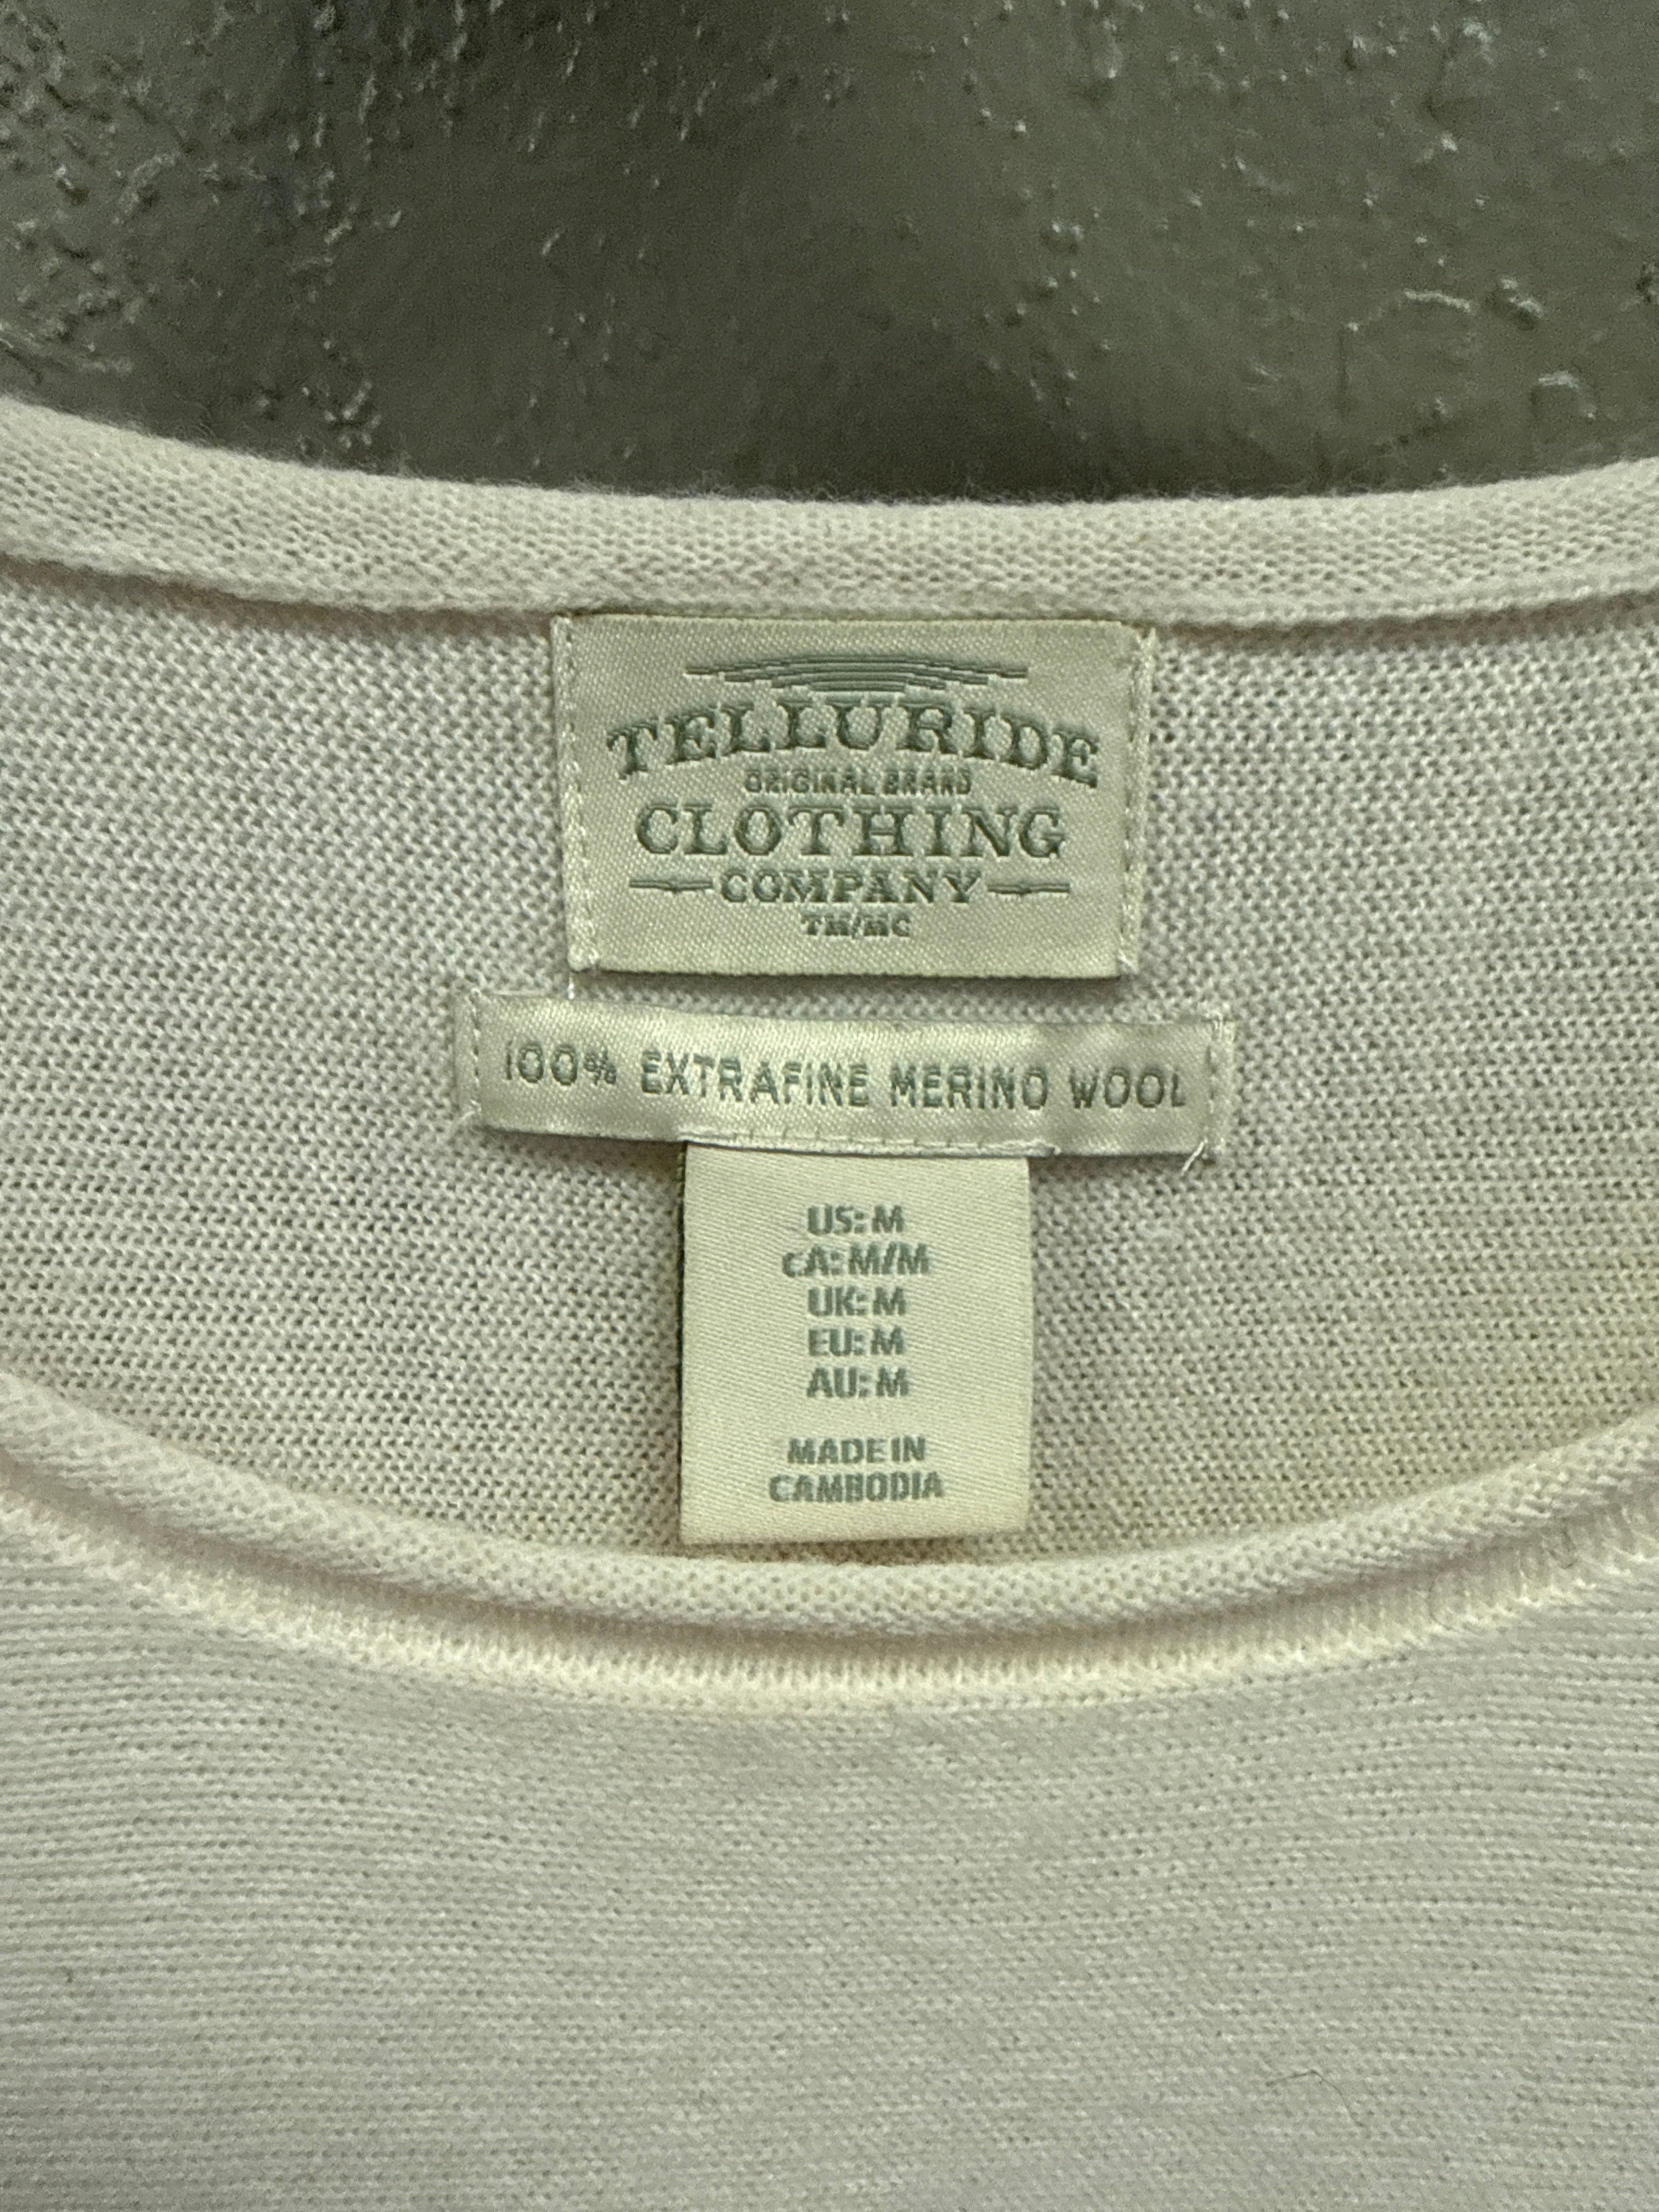 TELLURIDE
ORIGINAL BRAND
CLOTHING
COMPANY
TM/MC
100% EXTRAFINE MERINO WOOL
US: M
CA: M/M
UK: M
EU: M
AU: M
MADE IN
CAMBODIA